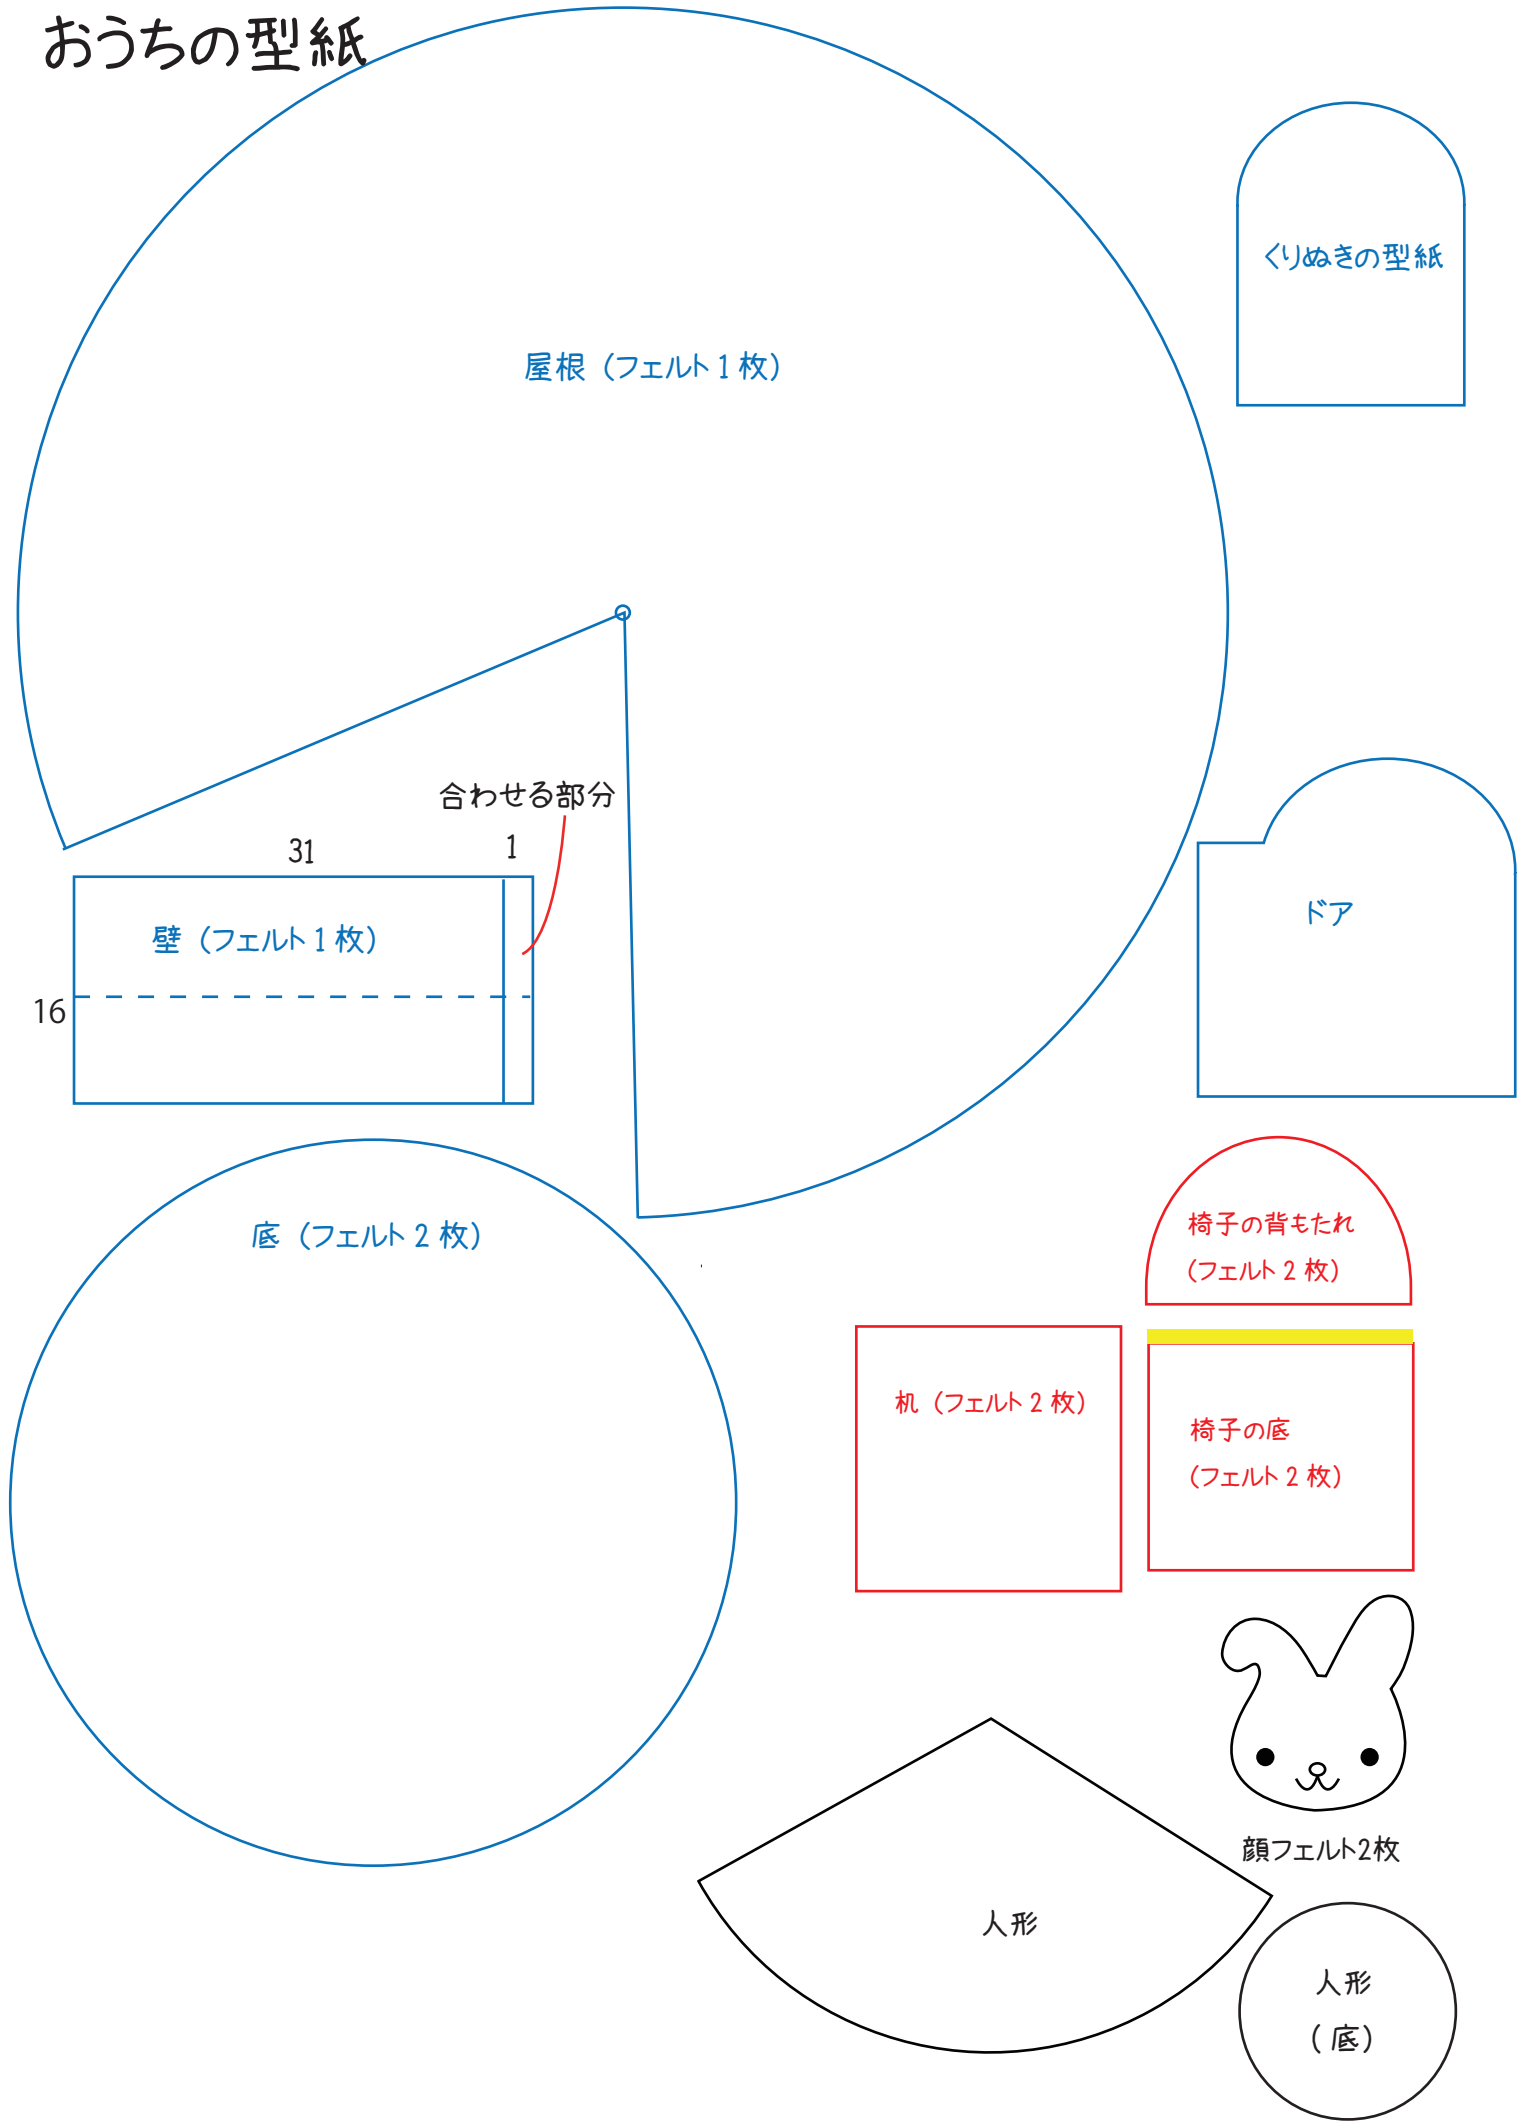 おうちの型紙
くりぬきの型紙
屋根（フェルト1枚）
合わせる部分
31
1
壁（フェルト1枚）
16
ドア
底（フェルト2枚）
椅子の背もたれ
（フェルト2枚）
机（フェルト2枚）
椅子の底
（フェルト2枚）
顔フェルト2枚
人形
人形
（底）